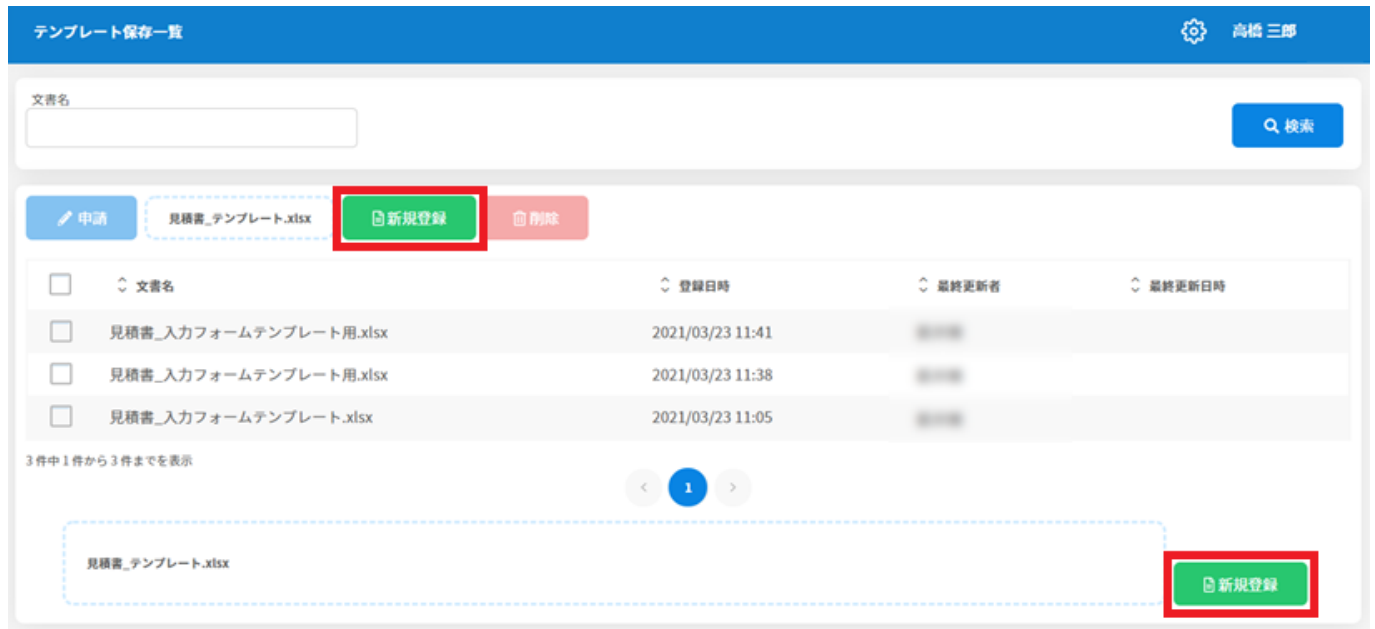 テンプレート保存一覧 高橋 三郎
文書名
検索
申請 見積書_テンプレート.xlsx 新規登録 削除
文書名 登録日時 最終更新者 最終更新日時
見積書_入力フォームテンプレート用.xlsx 2021/03/23 11:41
見積書_入力フォームテンプレート用.xlsx 2021/03/23 11:38
見積書_入力フォームテンプレート.xlsx 2021/03/23 11:05
3 件中 1 件から 3 件までを表示
< 1 >
見積書_テンプレート.xlsx
新規登録